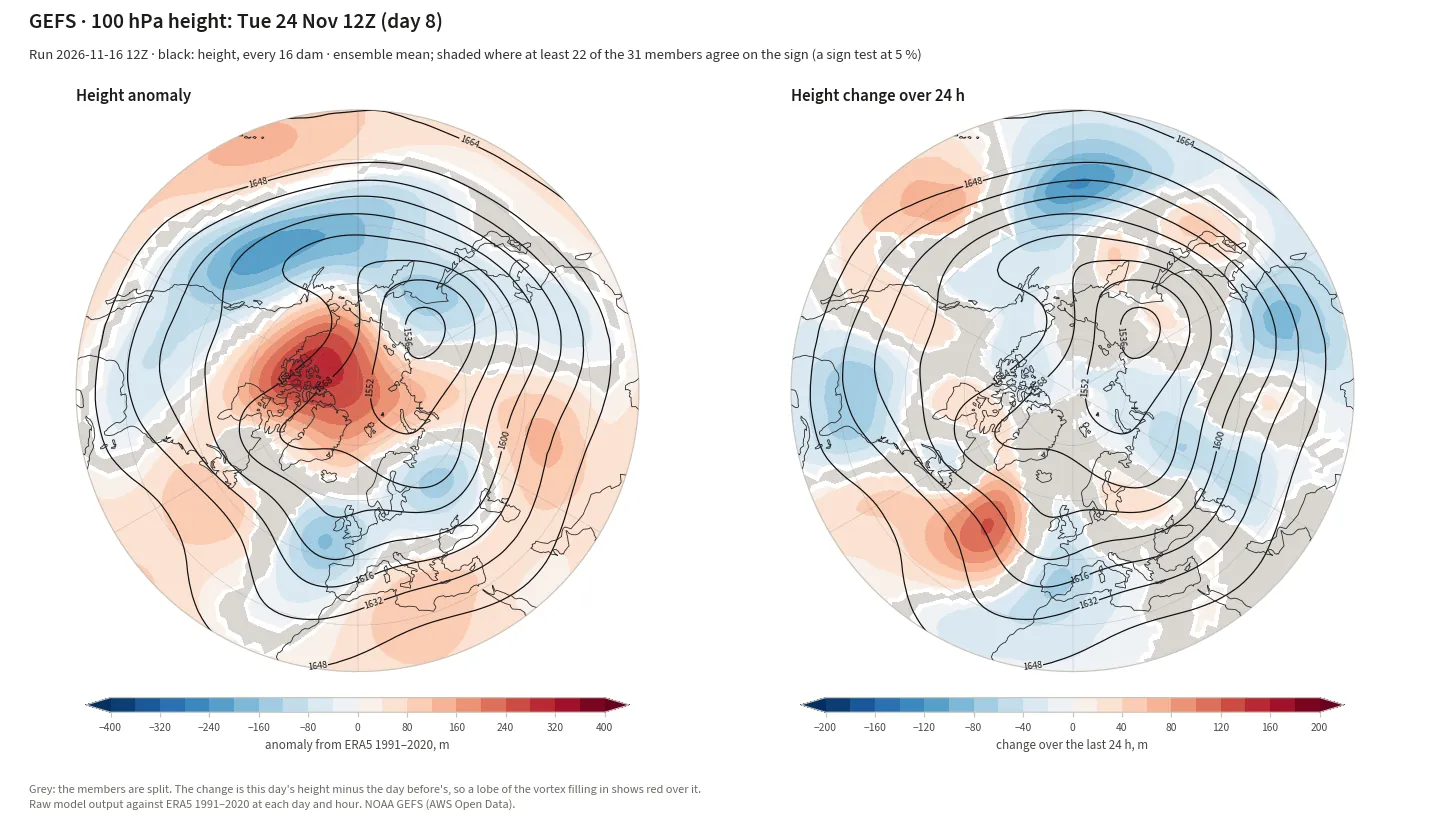 GEFS · 100 hPa height: Tue 24 Nov 12Z (day 8)
Run 2026-11-16 12Z · black: height, every 16 dam · ensemble mean; shaded where at least 22 of the 31 members agree on the sign (a sign test at 5 %)
Height anomaly
Height change over 24 h
1664
1648
1536
1552
1600
1616
1632
1648
1664
1648
1536
1552
1600
1616
1632
1648
−400 −320 −240 −160 −80 0 80 160 240 320 400
anomaly from ERA5 1991–2020, m
−200 −160 −120 −80 −40 0 40 80 120 160 200
change over the last 24 h, m
Grey: the members are split. The change is this day's height minus the day before's, so a lobe of the vortex filling in shows red over it.
Raw model output against ERA5 1991–2020 at each day and hour. NOAA GEFS (AWS Open Data).